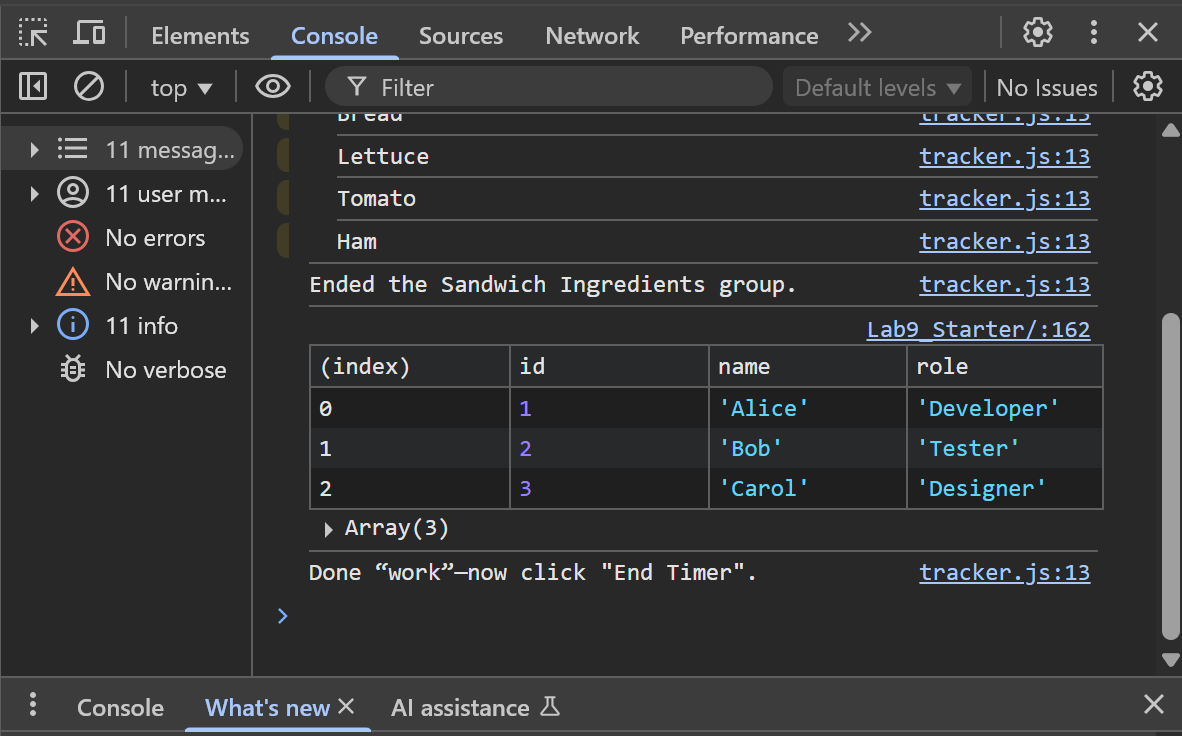 Elements Console Sources Network Performance
top Filter Default levels No Issues
Bread tracker.js:13
11 messag... Lettuce tracker.js:13
11 user m... Tomato tracker.js:13
No errors Ham tracker.js:13
No warnin... Ended the Sandwich Ingredients group. tracker.js:13
11 info Lab9_Starter/:162
No verbose (index) id name role
0 1 'Alice' 'Developer'
1 2 'Bob' 'Tester'
2 3 'Carol' 'Designer'
Array(3)
Done “work”—now click "End Timer". tracker.js:13
Console What's new AI assistance